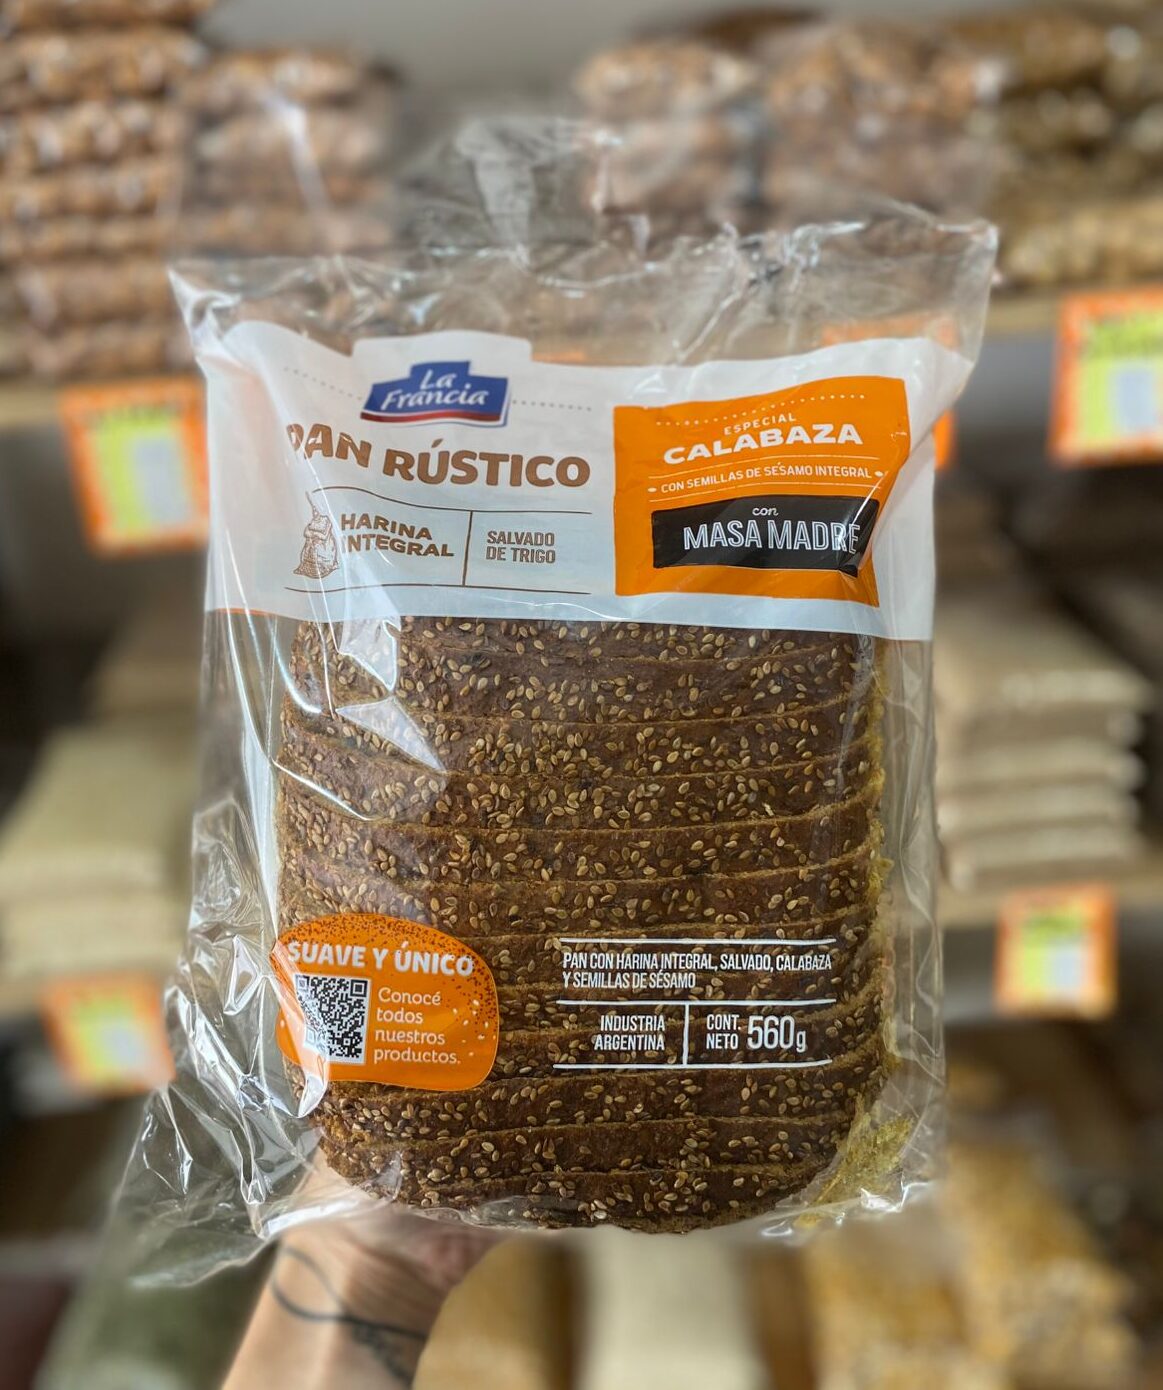 La
Francia
PAN RÚSTICO
HARINA
INTEGRAL
SALVADO
DE TRIGO
ESPECIAL
CALABAZA
• CON SEMILLAS DE SÉSAMO INTEGRAL •
con
MASA MADRE
SUAVE Y ÚNICO
Conocé
todos
nuestros
productos.
PAN CON HARINA INTEGRAL, SALVADO, CALABAZA
Y SEMILLAS DE SÉSAMO
INDUSTRIA
ARGENTINA
CONT.
NETO 560g